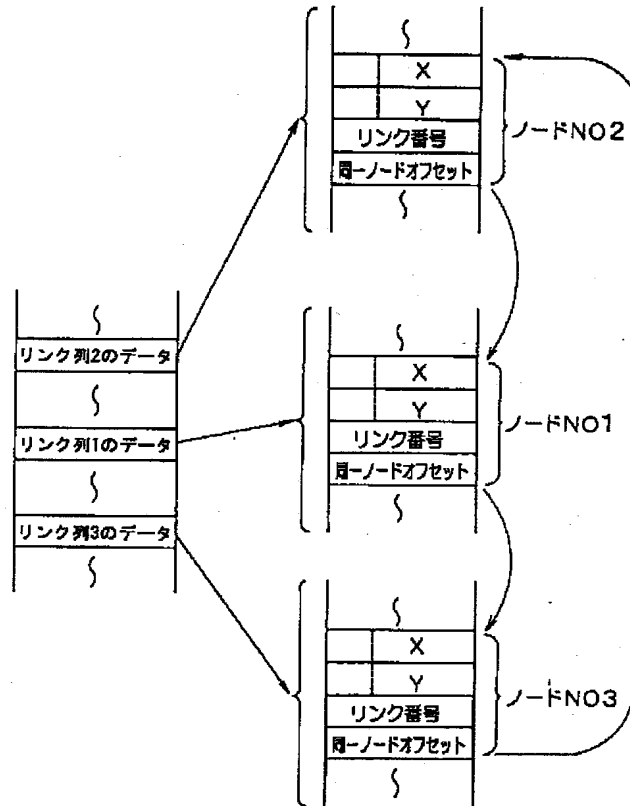 X
Y
リンク番号
同一ノードオフセット
ノードNO2
リンク列2のデータ
リンク列1のデータ
リンク列3のデータ
X
Y
リンク番号
同一ノードオフセット
ノードNO1
X
Y
リンク番号
同一ノードオフセット
ノードNO3